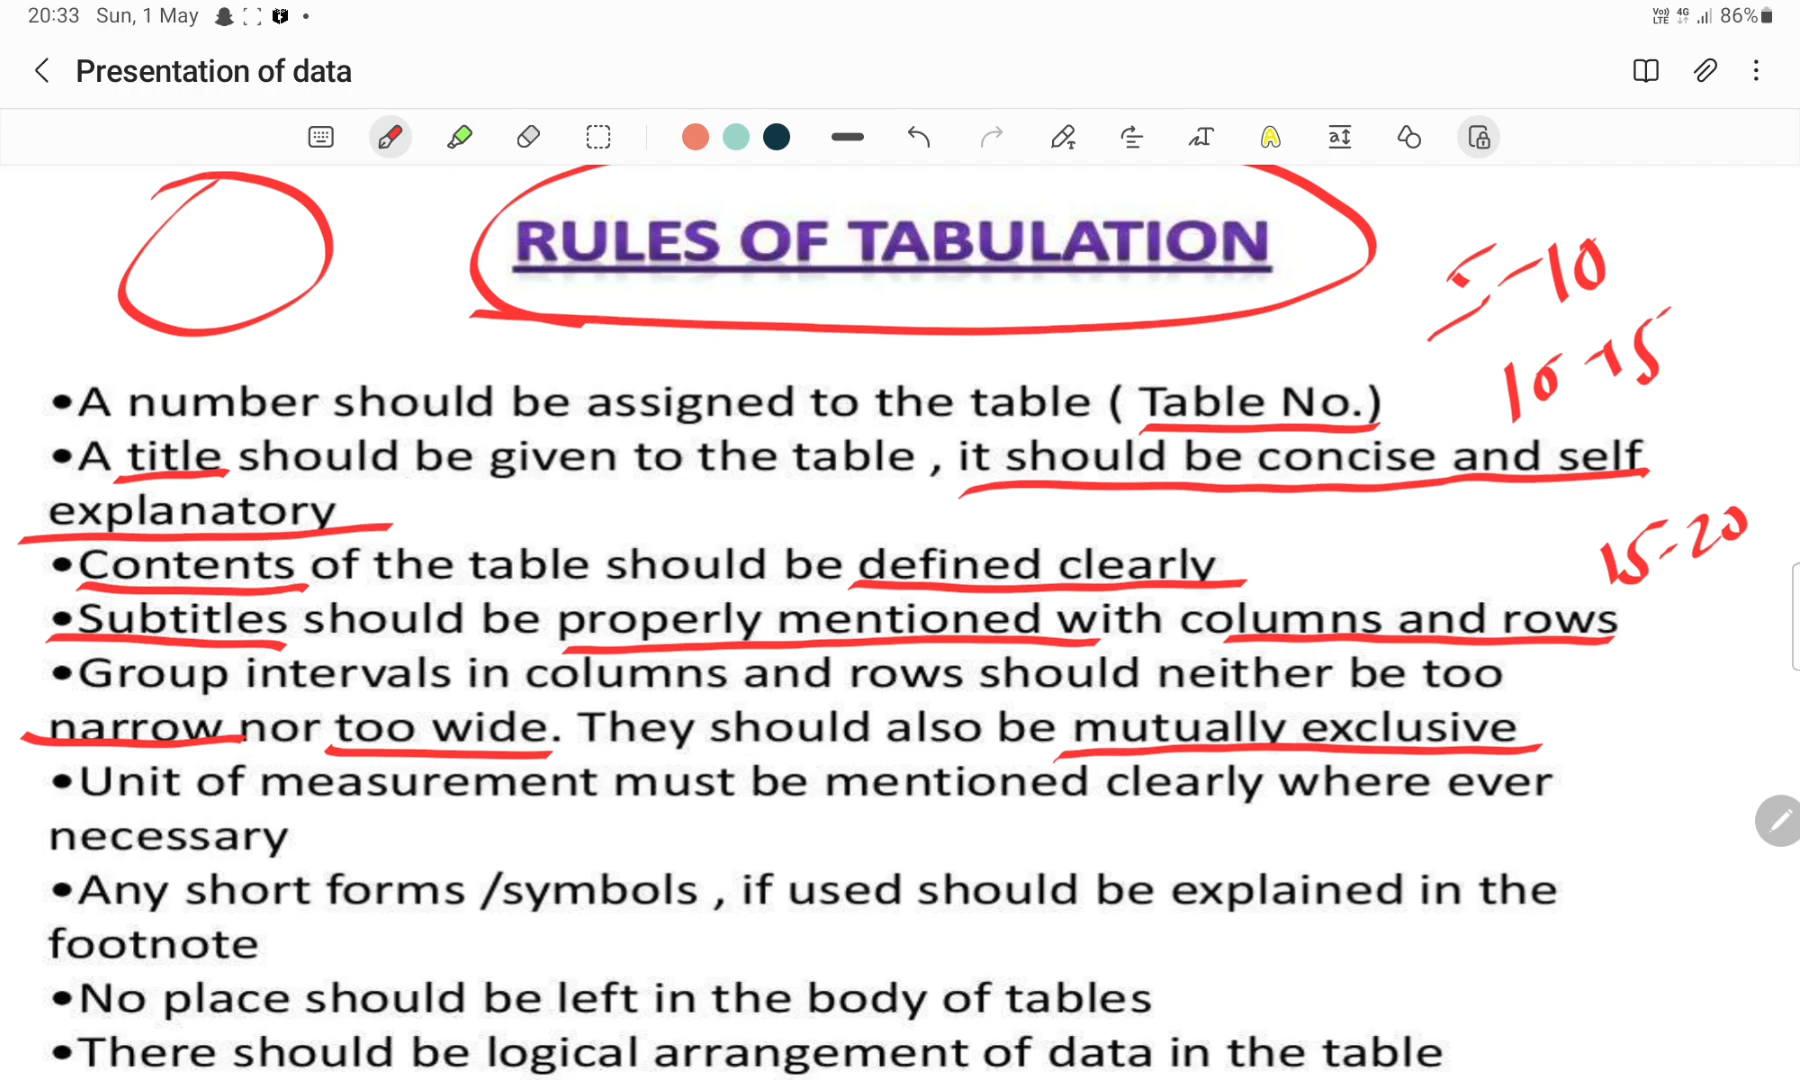 20:33 Sun, 1 May
Vo)) LTE 4G 86%
Presentation of data
RULES OF TABULATION
5-10
10-15
•A number should be assigned to the table ( Table No.)
•A title should be given to the table , it should be concise and self
explanatory
15-20
•Contents of the table should be defined clearly
•Subtitles should be properly mentioned with columns and rows
•Group intervals in columns and rows should neither be too
narrow nor too wide. They should also be mutually exclusive
•Unit of measurement must be mentioned clearly where ever
necessary
•Any short forms /symbols , if used should be explained in the
footnote
•No place should be left in the body of tables
•There should be logical arrangement of data in the table